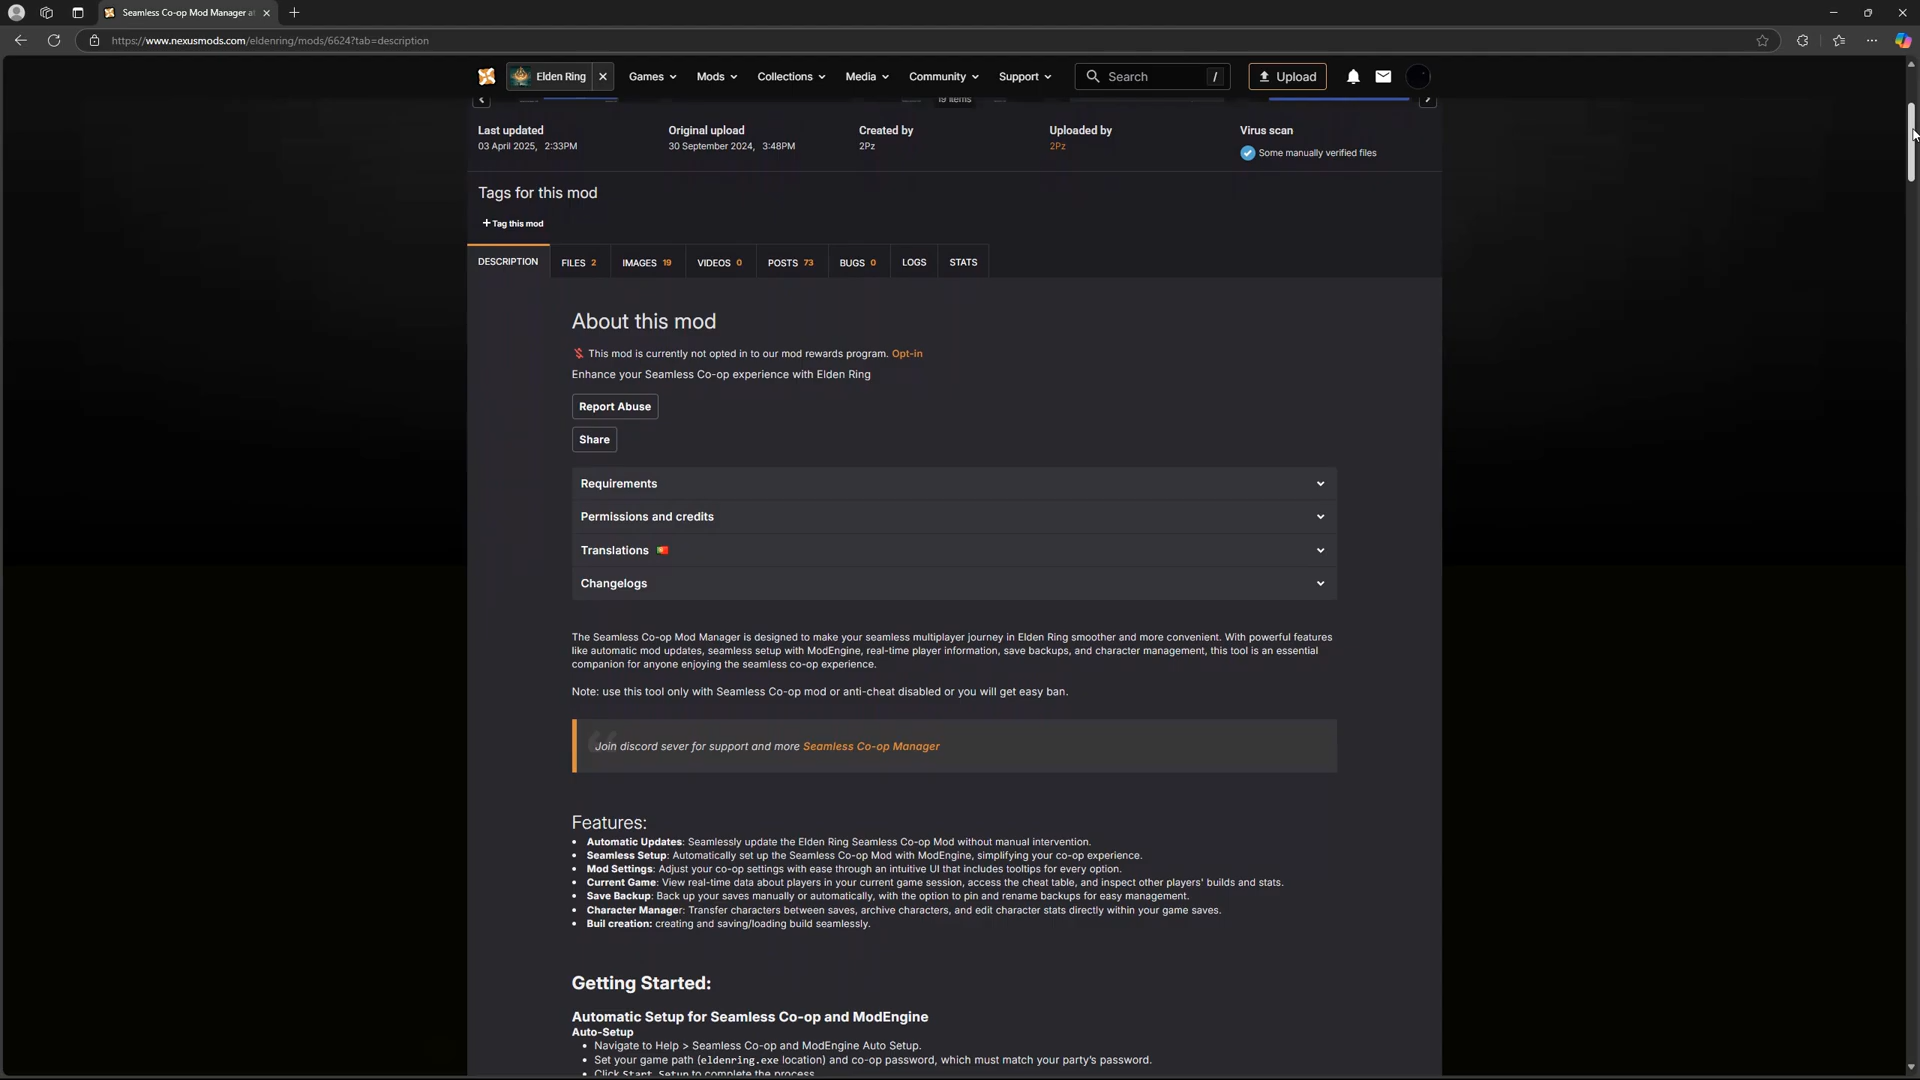 Seamless Co-op Mod Manager a
https://www.nexusmods.com/eldenring/mods/6624?tab=description
Elden Ring
Games
Mods
Collections
Media
Community
Support
Search
/
Upload
19 items
Last updated
03 April 2025, 2:33PM
Original upload
30 September 2024, 3:48PM
Created by
2Pz
Uploaded by
2Pz
Virus scan
Some manually verified files
Tags for this mod
+ Tag this mod
DESCRIPTION
FILES 2
IMAGES 19
VIDEOS 0
POSTS 73
BUGS 0
LOGS
STATS
About this mod
This mod is currently not opted in to our mod rewards program. Opt-in
Enhance your Seamless Co-op experience with Elden Ring
Report Abuse
Share
Requirements
Permissions and credits
Translations
Changelogs
The Seamless Co-op Mod Manager is designed to make your seamless multiplayer journey in Elden Ring smoother and more convenient. With powerful features
like automatic mod updates, seamless setup with ModEngine, real-time player information, save backups, and character management, this tool is an essential
companion for anyone enjoying the seamless co-op experience.
Note: use this tool only with Seamless Co-op mod or anti-cheat disabled or you will get easy ban.
Join discord sever for support and more Seamless Co-op Manager
Features:
• Automatic Updates: Seamlessly update the Elden Ring Seamless Co-op Mod without manual intervention.
• Seamless Setup: Automatically set up the Seamless Co-op Mod with ModEngine, simplifying your co-op experience.
• Mod Settings: Adjust your co-op settings with ease through an intuitive UI that includes tooltips for every option.
• Current Game: View real-time data about players in your current game session, access the cheat table, and inspect other players' builds and stats.
• Save Backup: Back up your saves manually or automatically, with the option to pin and rename backups for easy management.
• Character Manager: Transfer characters between saves, archive characters, and edit character stats directly within your game saves.
• Buil creation: creating and saving/loading build seamlessly.
Getting Started:
Automatic Setup for Seamless Co-op and ModEngine
Auto-Setup
• Navigate to Help > Seamless Co-op and ModEngine Auto Setup.
• Set your game path (eldenring.exe location) and co-op password, which must match your party's password.
• Click Start Setup to complete the process